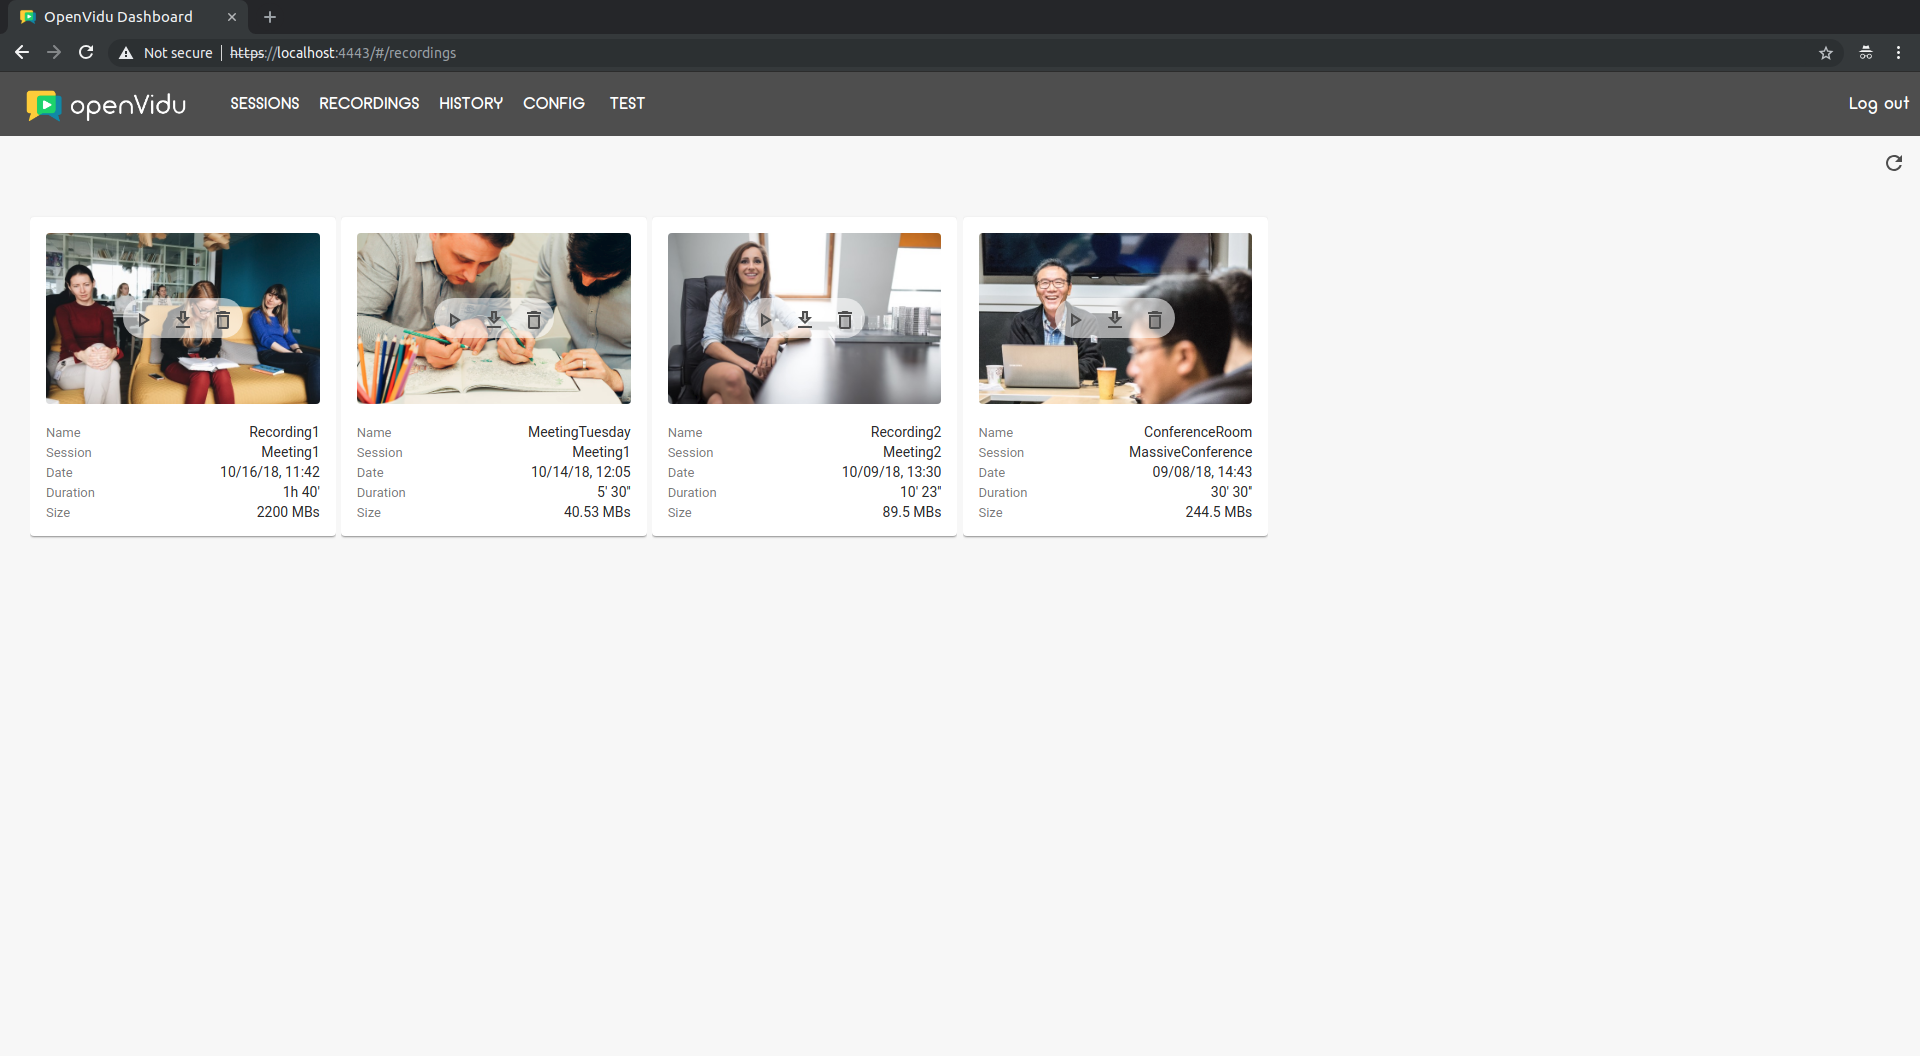 OpenVidu Dashboard
Not secure | https://localhost:4443/#/recordings
openVidu SESSIONS RECORDINGS HISTORY CONFIG TEST Log out
Name Recording1
Session Meeting1
Date 10/16/18, 11:42
Duration 1h 40'
Size 2200 MBs
Name MeetingTuesday
Session Meeting1
Date 10/14/18, 12:05
Duration 5' 30"
Size 40.53 MBs
Name Recording2
Session Meeting2
Date 10/09/18, 13:30
Duration 10' 23"
Size 89.5 MBs
Name ConferenceRoom
Session MassiveConference
Date 09/08/18, 14:43
Duration 30' 30"
Size 244.5 MBs